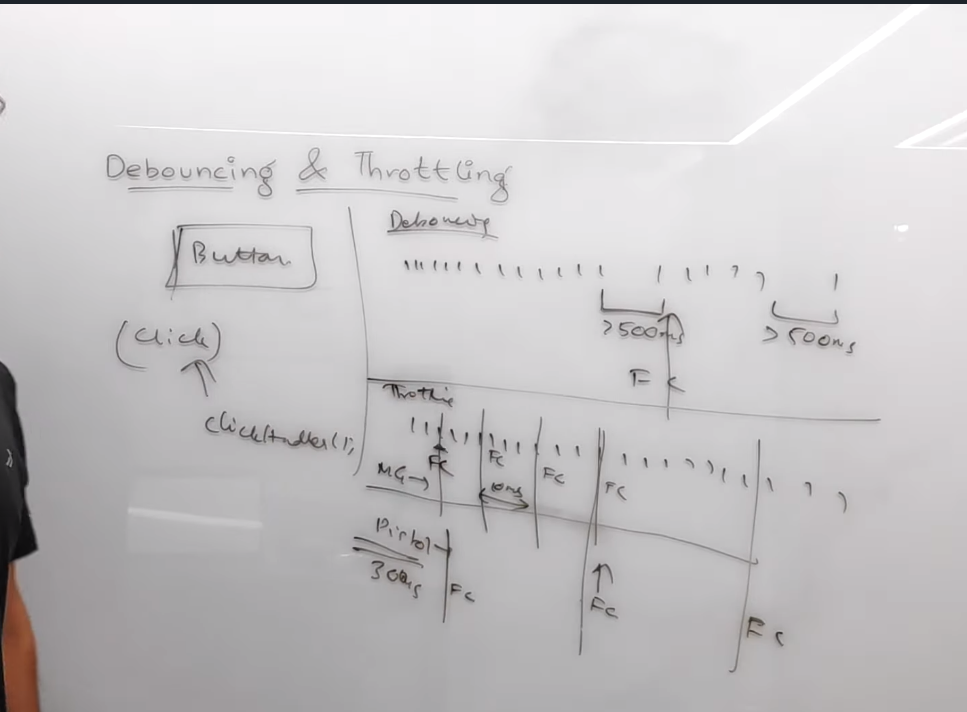 Debouncing & Throttling
Button
(Click)
clickHandler();
Debouncing
>500ms
>500ms
FC
Throttling
FC
FC
FC
FC
MG →
10ms
Pistol
300ms
FC
FC
FC